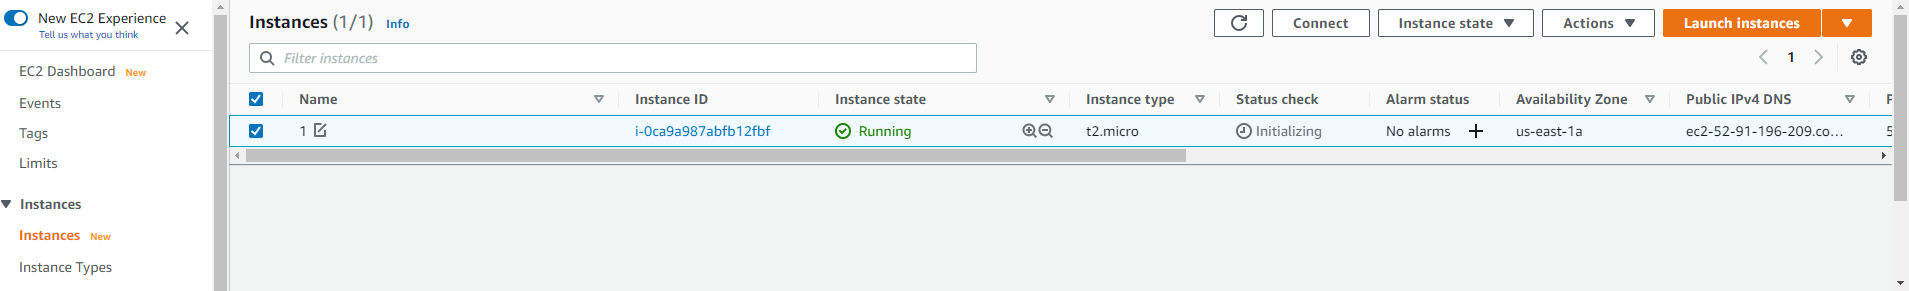 New EC2 Experience
Tell us what you think
EC2 Dashboard New
Events
Tags
Limits
Instances
Instances New
Instance Types
Instances (1/1) Info
Connect
Instance state
Actions
Launch instances
Filter instances
1
Name Instance ID Instance state Instance type Status check Alarm status Availability Zone Public IPv4 DNS P
1 i-0ca9a987abfb12fbf Running t2.micro Initializing No alarms + us-east-1a ec2-52-91-196-209.co... 5